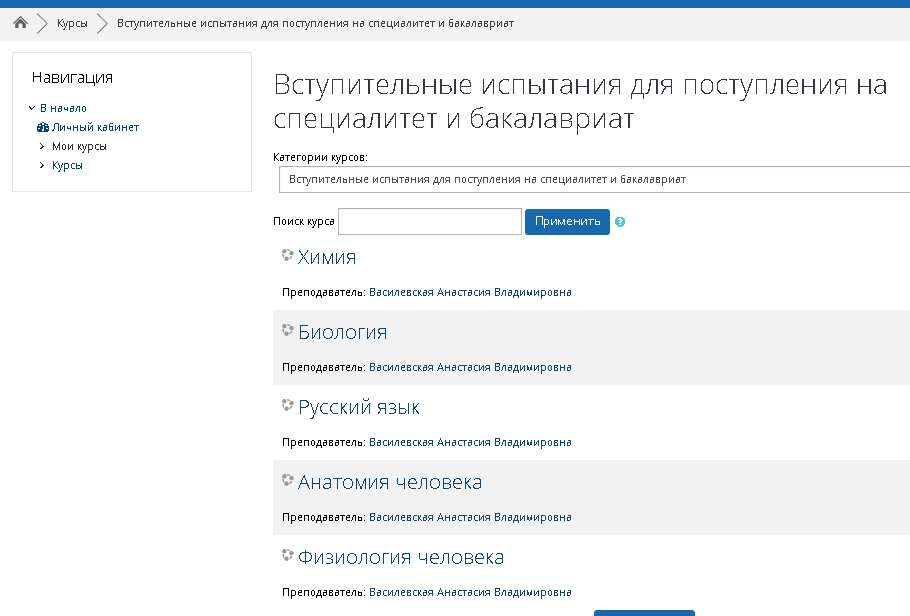 Курсы
Вступительные испытания для поступления на специалитет и бакалавриат
Навигация
В начало
Личный кабинет
Мои курсы
Курсы
Вступительные испытания для поступления на
специалитет и бакалавриат
Категории курсов:
Вступительные испытания для поступления на специалитет и бакалавриат
Поиск курса
Применить
?
Химия
Преподаватель: Василевская Анастасия Владимировна
Биология
Преподаватель: Василевская Анастасия Владимировна
Русский язык
Преподаватель: Василевская Анастасия Владимировна
Анатомия человека
Преподаватель: Василевская Анастасия Владимировна
Физиология человека
Преподаватель: Василевская Анастасия Владимировна